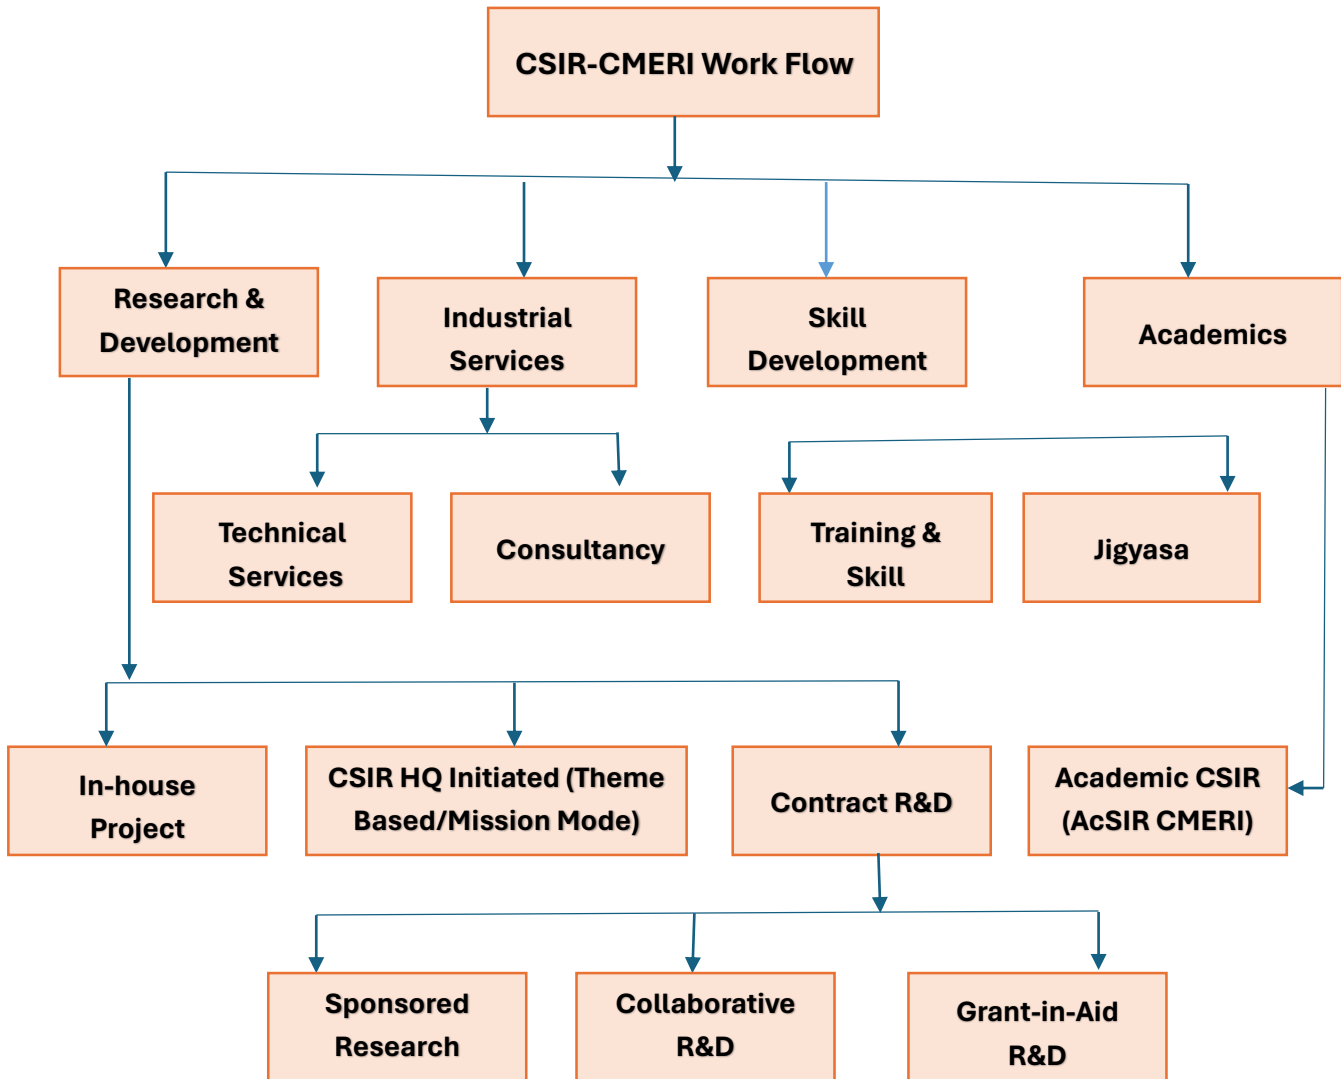 CSIR-CMERI Work Flow
Research &
Development
Industrial
Services
Skill
Development
Academics
Technical
Services
Consultancy
Training &
Skill
Jigyasa
In-house
Project
CSIR HQ Initiated (Theme
Based/Mission Mode)
Contract R&D
Academic CSIR
(AcSIR CMERI)
Sponsored
Research
Collaborative
R&D
Grant-in-Aid
R&D